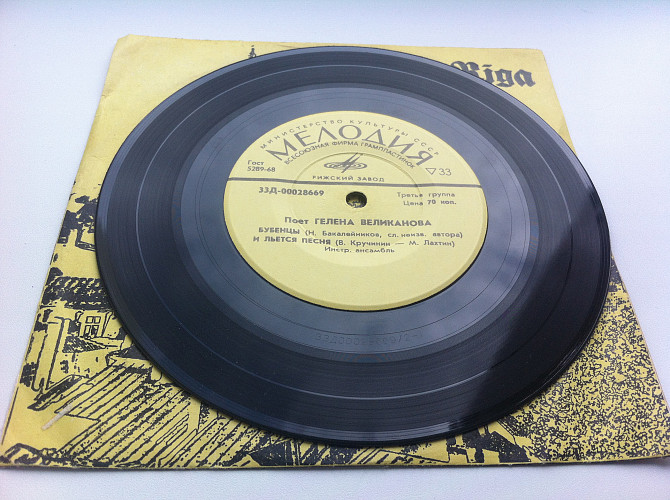 Riga
МИНИСТЕРСТВО КУЛЬТУРЫ СССР
МЕЛОДИЯ
ВСЕСОЮЗНАЯ ФИРМА ГРАМПЛАСТИНОК
Гост
5289-68
▽33
РИЖСКИЙ ЗАВОД
33Д-00028669
Третья группа
Цена 70 коп.
Поет ГЕЛЕНА ВЕЛИКАНОВА
БУБЕНЦЫ (Н. Бакалейников, сл. неизв. автора)
И ЛЬЕТСЯ ПЕСНЯ (В. Кручинин — М. Лахтин)
Инстр. ансамбль